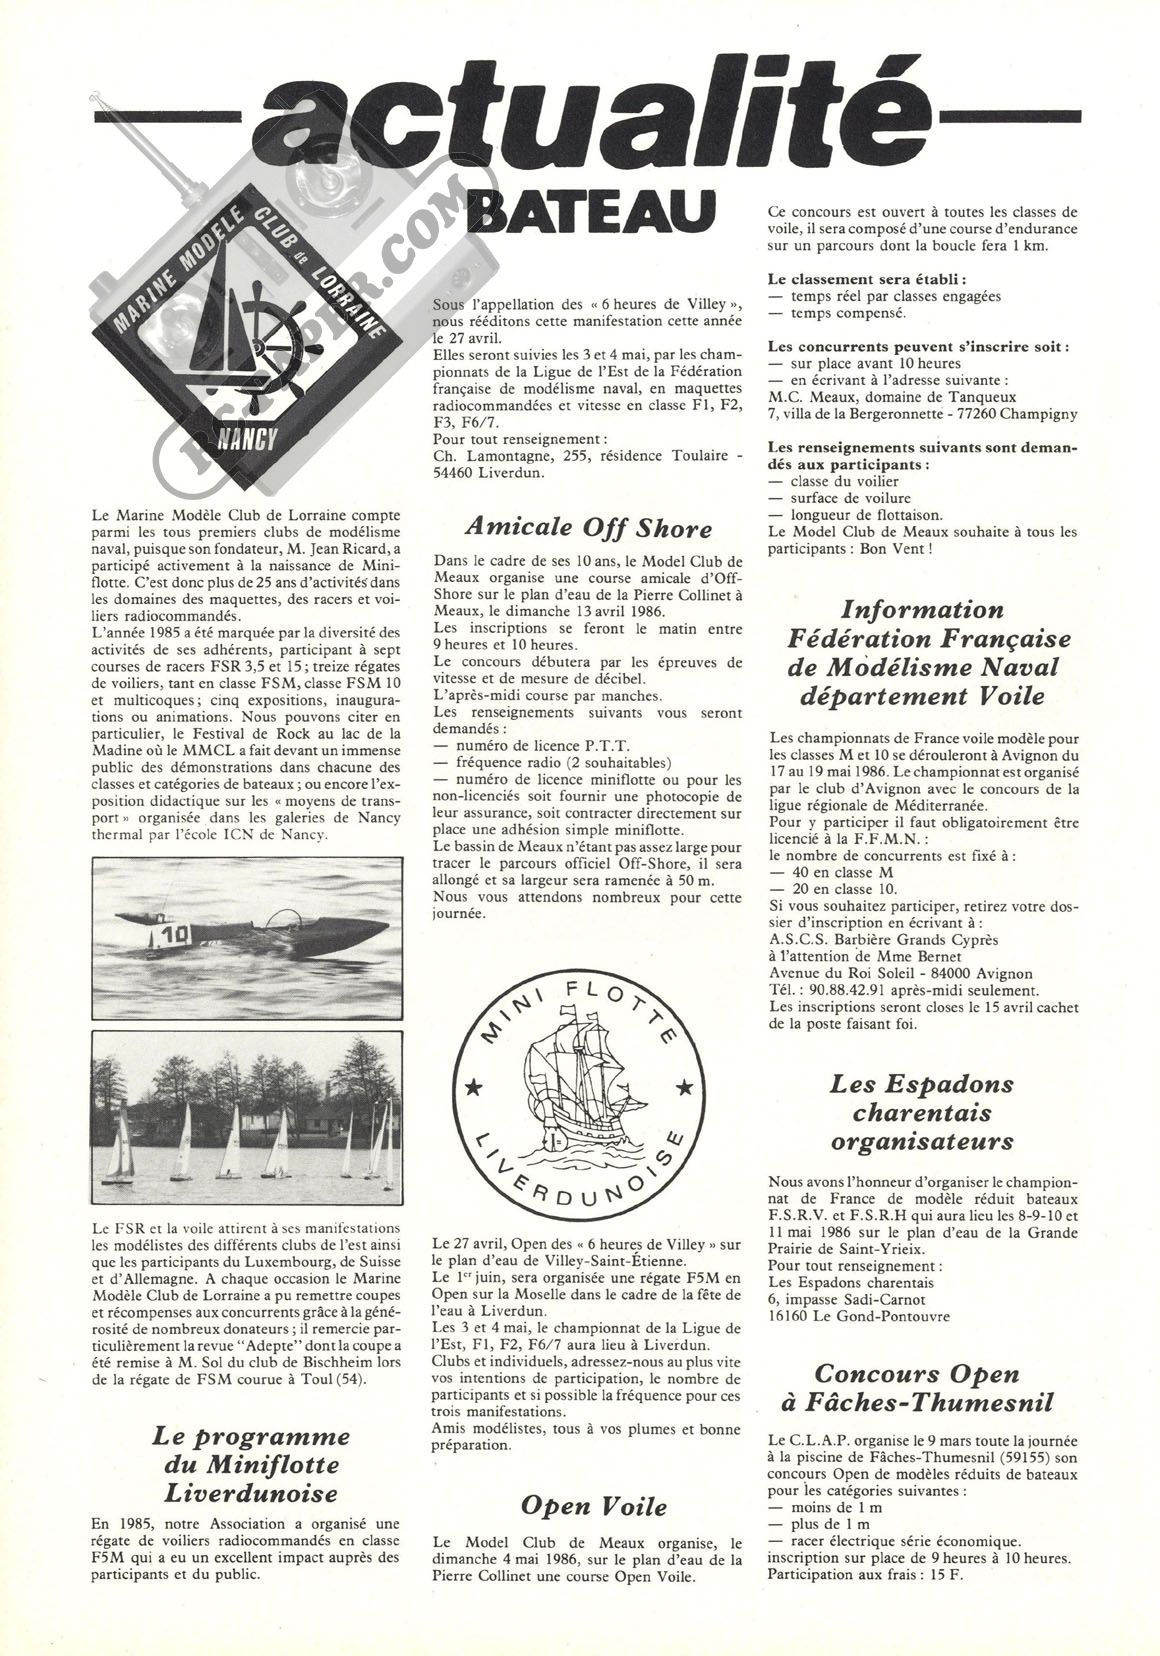 actualité
BATEAU
MARINE MODELE CLUB de LORRAINE
NANCY
RC-PAPER.COM
Le Marine Modèle Club de Lorraine compte
parmi les tous premiers clubs de modélisme
naval, puisque son fondateur, M. Jean Ricard, a
participé activement à la naissance de Mini-
flotte. C'est donc plus de 25 ans d'activités dans
les domaines des maquettes, des racers et voi-
liers radiocommandés.
L'année 1985 a été marquée par la diversité des
activités de ses adhérents, participant à sept
courses de racers FSR 3,5 et 15 ; treize régates
de voiliers, tant en classe FSM, classe FSM 10
et multicoques ; cinq expositions, inaugura-
tions ou animations. Nous pouvons citer en
particulier, le Festival de Rock au lac de la
Madine où le MMCL a fait devant un immense
public des démonstrations dans chacune des
classes et catégories de bateaux ; ou encore l'ex-
position didactique sur les « moyens de trans-
port » organisée dans les galeries de Nancy
thermal par l'école ICN de Nancy.
10
Le FSR et la voile attirent à ses manifestations
les modélistes des différents clubs de l'est ainsi
que les participants du Luxembourg, de Suisse
et d'Allemagne. A chaque occasion le Marine
Modèle Club de Lorraine a pu remettre coupes
et récompenses aux concurrents grâce à la géné-
rosité de nombreux donateurs ; il remercie par-
ticulièrement la revue "Adepte" dont la coupe a
été remise à M. Sol du club de Bischheim lors
de la régate de FSM courue à Toul (54).
Le programme
du Miniflotte
Liverdunoise
En 1985, notre Association a organisé une
régate de voiliers radiocommandés en classe
F5M qui a eu un excellent impact auprès des
participants et du public.
Sous l'appellation des « 6 heures de Villey »,
nous rééditons cette manifestation cette année
le 27 avril.
Elles seront suivies les 3 et 4 mai, par les cham-
pionnats de la Ligue de l'Est de la Fédération
française de modélisme naval, en maquettes
radiocommandées et vitesse en classe F1, F2,
F3, F6/7.
Pour tout renseignement :
Ch. Lamontagne, 255, résidence Toulaire -
54460 Liverdun.
Amicale Off Shore
Dans le cadre de ses 10 ans, le Model Club de
Meaux organise une course amicale d'Off-
Shore sur le plan d'eau de la Pierre Collinet à
Meaux, le dimanche 13 avril 1986.
Les inscriptions se feront le matin entre
9 heures et 10 heures.
Le concours débutera par les épreuves de
vitesse et de mesure de décibel.
L'après-midi course par manches.
Les renseignements suivants vous seront
demandés :
— numéro de licence P.T.T.
— fréquence radio (2 souhaitables)
— numéro de licence miniflotte ou pour les
non-licenciés soit fournir une photocopie de
leur assurance, soit contracter directement sur
place une adhésion simple miniflotte.
Le bassin de Meaux n'étant pas assez large pour
tracer le parcours officiel Off-Shore, il sera
allongé et sa largeur sera ramenée à 50 m.
Nous vous attendons nombreux pour cette
journée.
MINI FLOTTE
LIVERDUNOISE
Le 27 avril, Open des « 6 heures de Villey » sur
le plan d'eau de Villey-Saint-Étienne.
Le 1er juin, sera organisée une régate F5M en
Open sur la Moselle dans le cadre de la fête de
l'eau à Liverdun.
Les 3 et 4 mai, le championnat de la Ligue de
l'Est, F1, F2, F6/7 aura lieu à Liverdun.
Clubs et individuels, adressez-nous au plus vite
vos intentions de participation, le nombre de
participants et si possible la fréquence pour ces
trois manifestations.
Amis modélistes, tous à vos plumes et bonne
préparation.
Open Voile
Le Model Club de Meaux organise, le
dimanche 4 mai 1986, sur le plan d'eau de la
Pierre Collinet une course Open Voile.
Ce concours est ouvert à toutes les classes de
voile, il sera composé d'une course d'endurance
sur un parcours dont la boucle fera 1 km.
Le classement sera établi :
— temps réel par classes engagées
— temps compensé.
Les concurrents peuvent s'inscrire soit :
— sur place avant 10 heures
— en écrivant à l'adresse suivante :
M.C. Meaux, domaine de Tanqueux
7, villa de la Bergeronnette - 77260 Champigny
Les renseignements suivants sont deman-
dés aux participants :
— classe du voilier
— surface de voilure
— longueur de flottaison.
Le Model Club de Meaux souhaite à tous les
participants : Bon Vent !
Information
Fédération Française
de Modélisme Naval
département Voile
Les championnats de France voile modèle pour
les classes M et 10 se dérouleront à Avignon du
17 au 19 mai 1986. Le championnat est organisé
par le club d'Avignon avec le concours de la
ligue régionale de Méditerranée.
Pour y participer il faut obligatoirement être
licencié à la F.F.M.N. :
le nombre de concurrents est fixé à :
— 40 en classe M
— 20 en classe 10.
Si vous souhaitez participer, retirez votre dos-
sier d'inscription en écrivant à :
A.S.C.S. Barbière Grands Cyprès
à l'attention de Mme Bernet
Avenue du Roi Soleil - 84000 Avignon
Tél. : 90.88.42.91 après-midi seulement.
Les inscriptions seront closes le 15 avril cachet
de la poste faisant foi.
Les Espadons
charentais
organisateurs
Nous avons l'honneur d'organiser le champion-
nat de France de modèle réduit bateaux
F.S.R.V. et F.S.R.H qui aura lieu les 8-9-10 et
11 mai 1986 sur le plan d'eau de la Grande
Prairie de Saint-Yrieix.
Pour tout renseignement :
Les Espadons charentais
6, impasse Sadi-Carnot
16160 Le Gond-Pontouvre
Concours Open
à Fâches-Thumesnil
Le C.L.A.P. organise le 9 mars toute la journée
à la piscine de Fâches-Thumesnil (59155) son
concours Open de modèles réduits de bateaux
pour les catégories suivantes :
— moins de 1 m
— plus de 1 m
— racer électrique série économique.
inscription sur place de 9 heures à 10 heures.
Participation aux frais : 15 F.